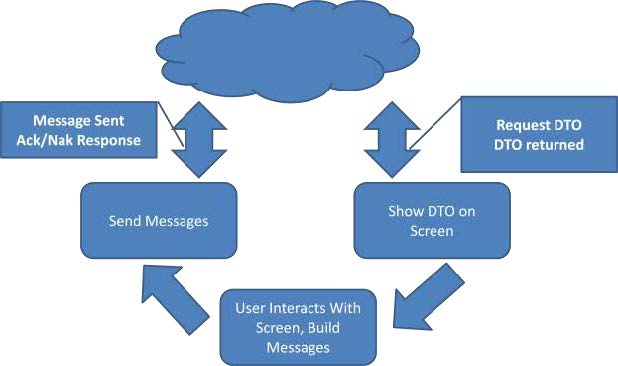 Message Sent
Ack/Nak Response
Request DTO
DTO returned
Send Messages
Show DTO on
Screen
User Interacts With
Screen, Build
Messages